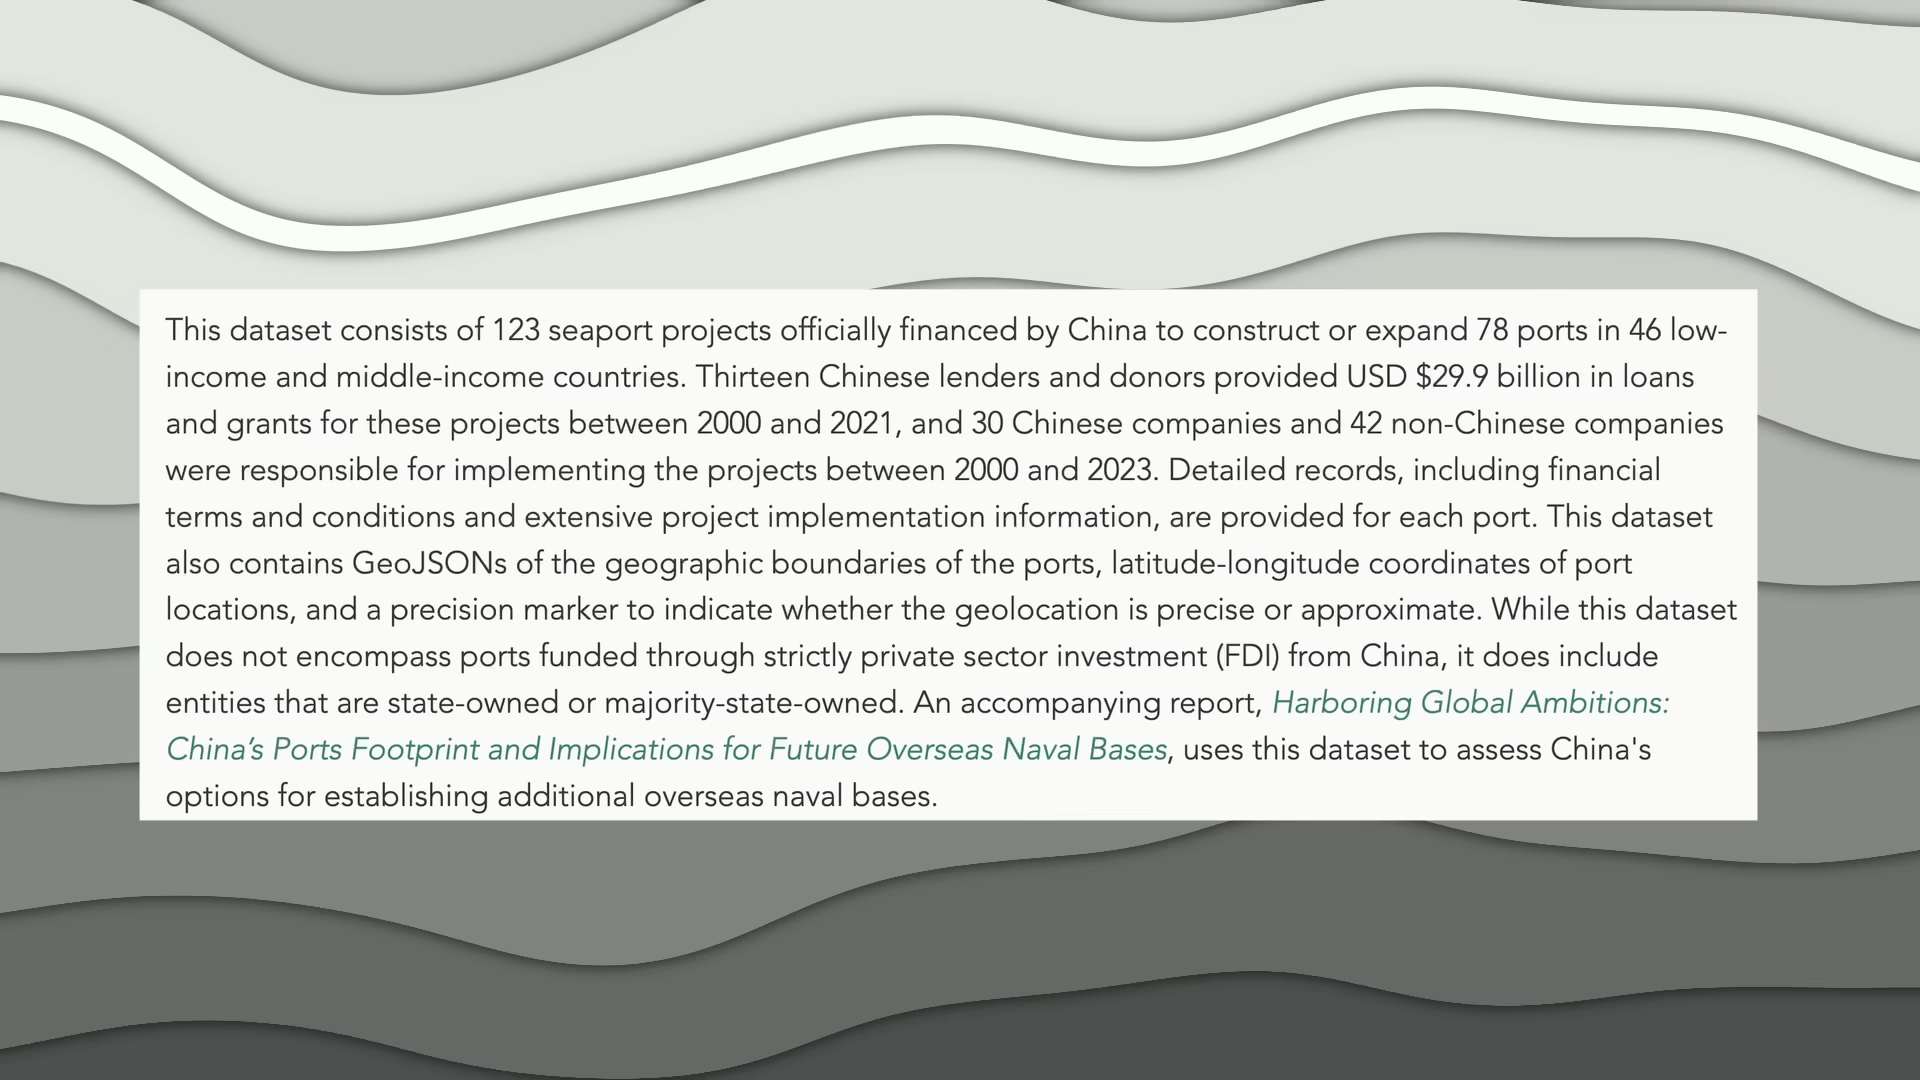 This dataset consists of 123 seaport projects officially financed by China to construct or expand 78 ports in 46 low-
income and middle-income countries. Thirteen Chinese lenders and donors provided USD $29.9 billion in loans
and grants for these projects between 2000 and 2021, and 30 Chinese companies and 42 non-Chinese companies
were responsible for implementing the projects between 2000 and 2023. Detailed records, including financial
terms and conditions and extensive project implementation information, are provided for each port. This dataset
also contains GeoJSONs of the geographic boundaries of the ports, latitude-longitude coordinates of port
locations, and a precision marker to indicate whether the geolocation is precise or approximate. While this dataset
does not encompass ports funded through strictly private sector investment (FDI) from China, it does include
entities that are state-owned or majority-state-owned. An accompanying report, Harboring Global Ambitions:
China’s Ports Footprint and Implications for Future Overseas Naval Bases, uses this dataset to assess China's
options for establishing additional overseas naval bases.